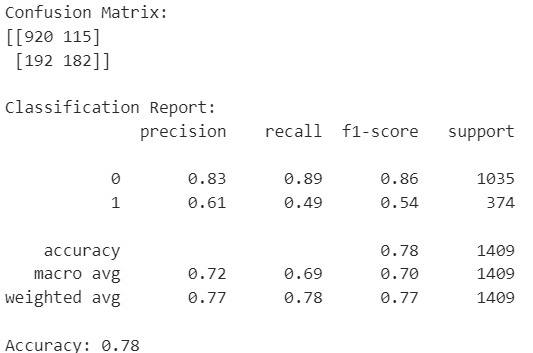 Confusion Matrix:
[[920 115]
 [192 182]]
Classification Report:
precision recall f1-score support
0 0.83 0.89 0.86 1035
1 0.61 0.49 0.54 374
accuracy 0.78 1409
macro avg 0.72 0.69 0.70 1409
weighted avg 0.77 0.78 0.77 1409
Accuracy: 0.78